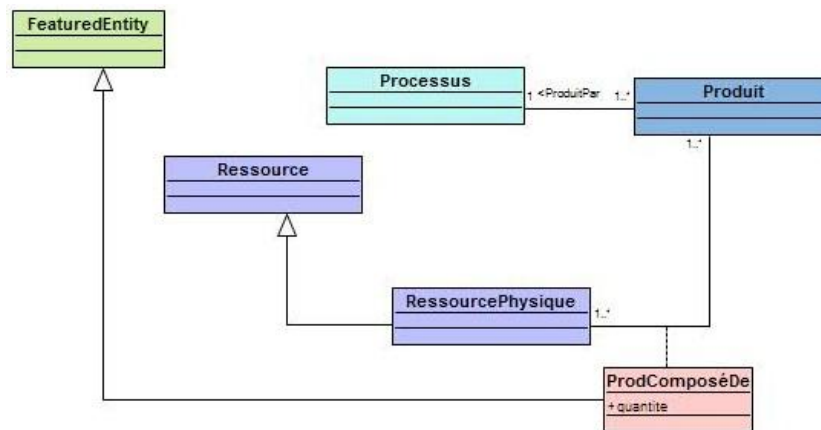 FeaturedEntity
Processus
1 <ProduitPar 1..*
Produit
1..*
Ressource
RessourcePhysique
1..*
ProdComposéDe
+ quantite